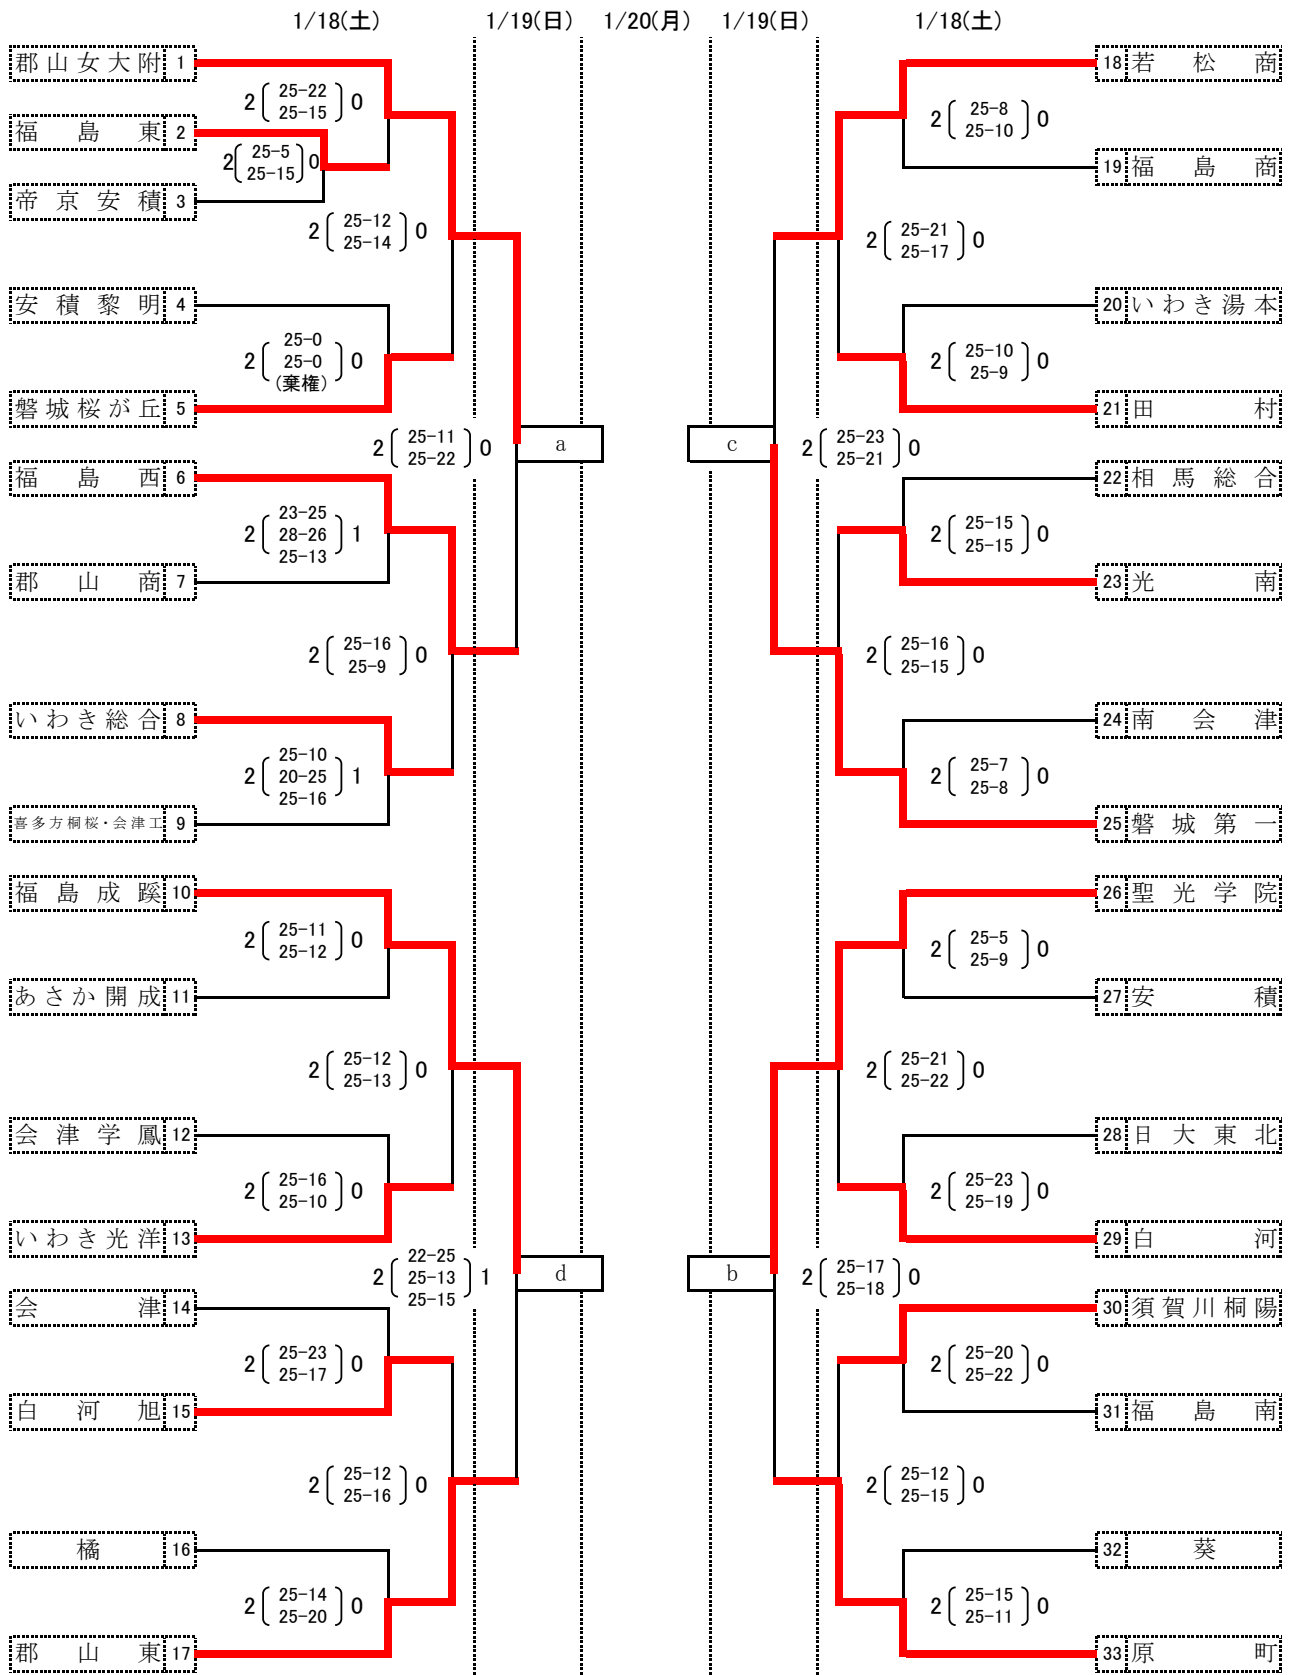 1/18(土) 1/19(日) 1/20(月) 1/19(日) 1/18(土)
郡山女大附 1
2 25-22 0
25-15
福島東 2
2 25-5 0
25-15
帝京安積 3
2 25-12 0
25-14
安積黎明 4
2 25-0 0
25-0
(棄権)
磐城桜が丘 5
2 25-11 0
25-22
a
福島西 6
2 23-25 1
28-26
25-13
郡山商 7
2 25-16 0
25-9
いわき総合 8
2 25-10 1
20-25
25-16
喜多方桐桜・会津工 9
福島成蹊 10
2 25-11 0
25-12
あさか開成 11
2 25-12 0
25-13
会津学鳳 12
2 25-16 0
25-10
いわき光洋 13
2 22-25 1
25-13
25-15
d
会津 14
2 25-23 0
25-17
白河旭 15
2 25-12 0
25-16
橘 16
2 25-14 0
25-20
郡山東 17
18 若松商
2 25-8 0
25-10
19 福島商
2 25-21 0
25-17
20 いわき湯本
2 25-10 0
25-9
21 田村
c
2 25-23 0
25-21
22 相馬総合
2 25-15 0
25-15
23 光南
2 25-16 0
25-15
24 南会津
2 25-7 0
25-8
25 磐城第一
26 聖光学院
2 25-5 0
25-9
27 安積
2 25-21 0
25-22
28 日大東北
2 25-23 0
25-19
29 白河
b
2 25-17 0
25-18
30 須賀川桐陽
2 25-20 0
25-22
31 福島南
2 25-12 0
25-15
32 葵
2 25-15 0
25-11
33 原町